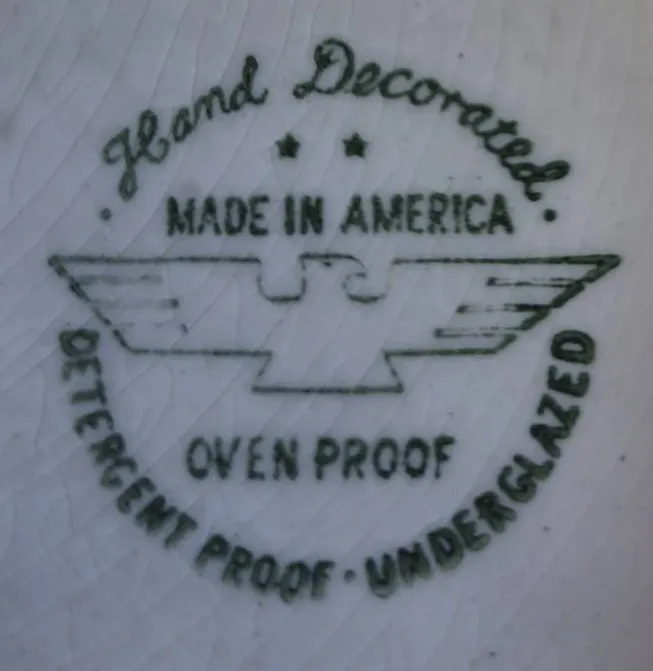 Hand Decorated
MADE IN AMERICA
OVEN PROOF
DETERGENT PROOF · UNDERGLAZED